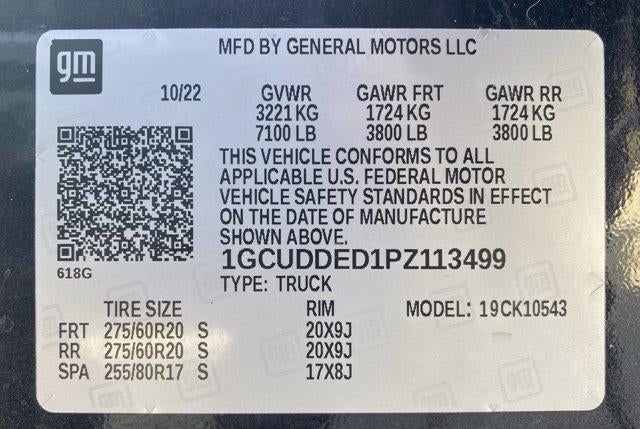 gm
MFD BY GENERAL MOTORS LLC
10/22 GVWR GAWR FRT GAWR RR
3221 KG 1724 KG 1724 KG
7100 LB 3800 LB 3800 LB
THIS VEHICLE CONFORMS TO ALL
APPLICABLE U.S. FEDERAL MOTOR
VEHICLE SAFETY STANDARDS IN EFFECT
ON THE DATE OF MANUFACTURE
SHOWN ABOVE.
618G
1GCUDDED1PZ113499
TYPE: TRUCK
TIRE SIZE RIM MODEL: 19CK10543
FRT 275/60R20 S 20X9J
RR 275/60R20 S 20X9J
SPA 255/80R17 S 17X8J